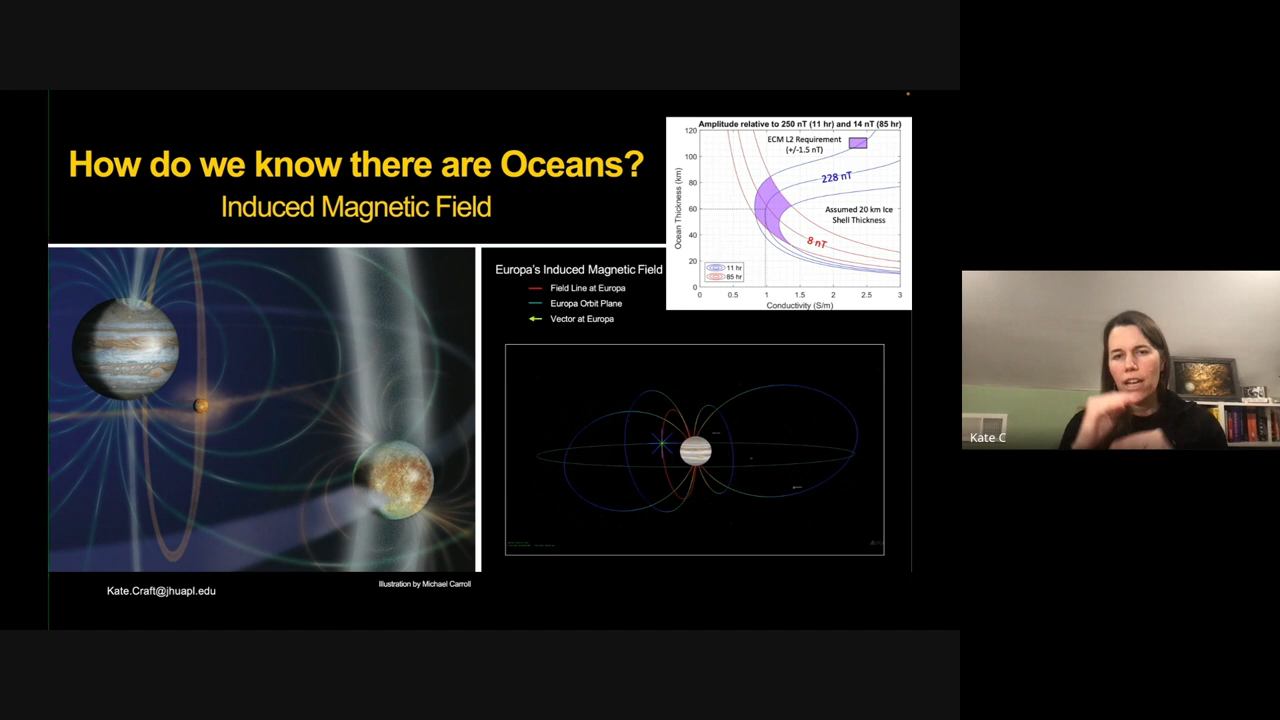 How do we know there are Oceans?
Induced Magnetic Field
Amplitude relative to 250 nT (11 hr) and 14 nT (85 hr)
ECM L2 Requirement
(+/-1.5 nT)
228 nT
Assumed 20 km Ice
Shell Thickness
8 nT
11 hr
85 hr
Ocean Thickness (km)
120
100
80
60
40
20
0
0 0.5 1 1.5 2 2.5 3
Conductivity (S/m)
Europa's Induced Magnetic Field
Field Line at Europa
Europa Orbit Plane
Vector at Europa
Illustration by Michael Carroll
Kate.Craft@jhuapl.edu
Kate C